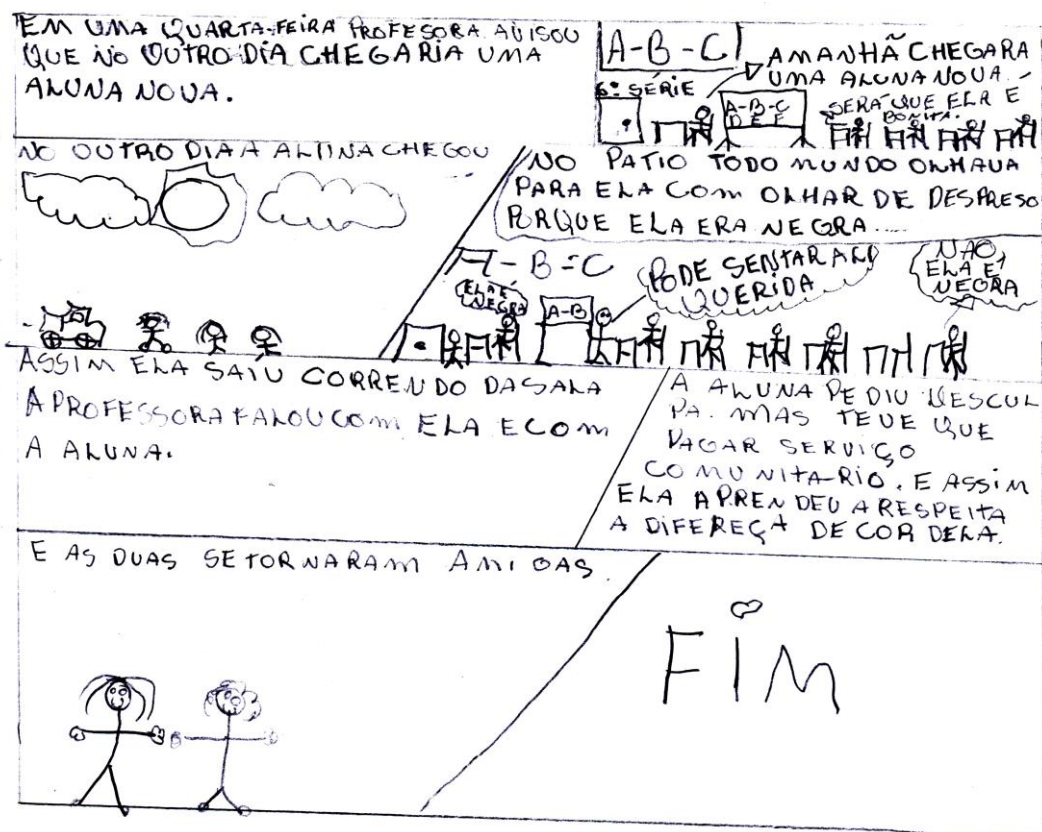 EM UMA QUARTA-FEIRA PROFESORA AVISOU
QUE NO OUTRO DIA CHEGARIA UMA
ALUNA NOVA.
A-B-C
6ª SÉRIE
AMANHÃ CHEGARA
UMA ALUNA NOVA.
A-B-C
D E F
SERÁ QUE ELA É
BONITA.
NO OUTRO DIA A ALUNA CHEGOU
NO PATIO TODO MUNDO OLHAVA
PARA ELA COM OLHAR DE DESPRESO
PORQUE ELA ERA NEGRA....
A-B-C
ELA É
NEGRA
A-B
PODE SENTAR ALI
QUERIDA
NÃO,
ELA É
NEGRA
ASSIM ELA SAIU CORRENDO DA SALA
A PROFESSORA FALOU COM ELA E COM
A ALUNA.
A ALUNA PEDIU DESCUL
PA. MAS TEVE QUE
PAGAR SERVIÇO
COMUNITA-RIO. E ASSIM
ELA APRENDEU A RESPEITA
A DIFEREÇA DE COR DELA.
E AS DUAS SE TORNARAM AMIGAS
FIM